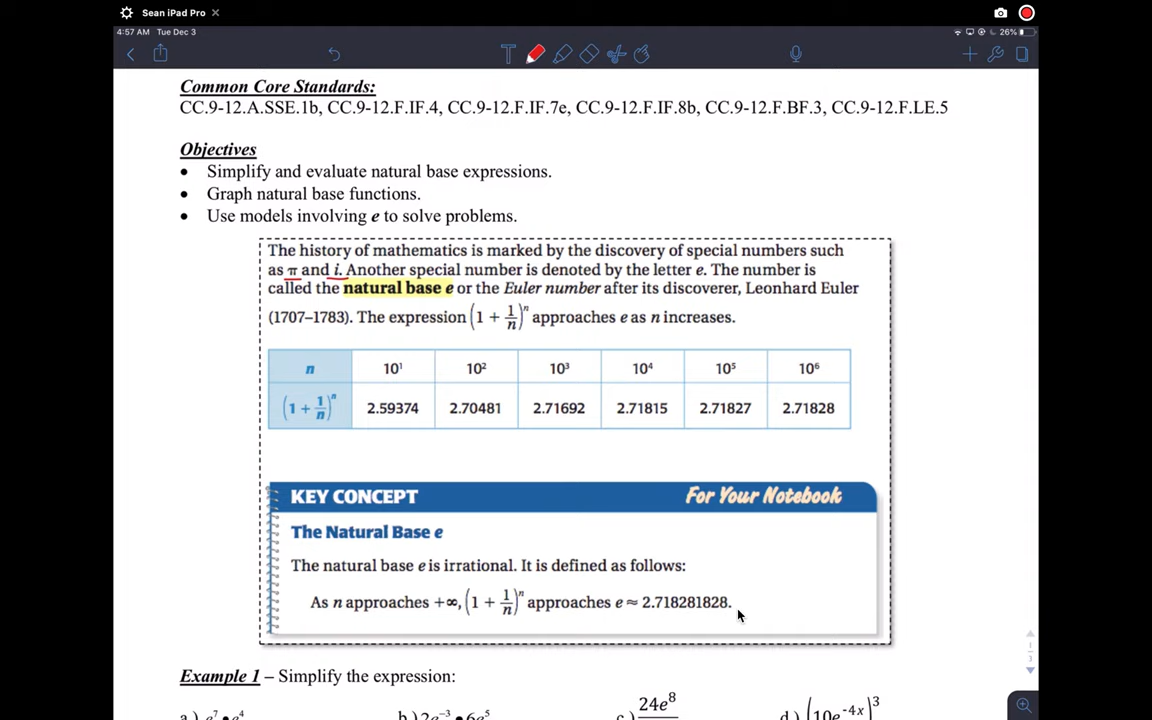 Sean iPad Pro ×
4:57 AM Tue Dec 3
26%
Common Core Standards:
CC.9-12.A.SSE.1b, CC.9-12.F.IF.4, CC.9-12.F.IF.7e, CC.9-12.F.IF.8b, CC.9-12.F.BF.3, CC.9-12.F.LE.5
Objectives
• Simplify and evaluate natural base expressions.
• Graph natural base functions.
• Use models involving e to solve problems.
The history of mathematics is marked by the discovery of special numbers such
as π and i. Another special number is denoted by the letter e. The number is
called the natural base e or the Euler number after its discoverer, Leonhard Euler
(1707–1783). The expression (1 + 1/n)ⁿ approaches e as n increases.
n 10¹ 10² 10³ 10⁴ 10⁵ 10⁶
(1 + 1/n)ⁿ 2.59374 2.70481 2.71692 2.71815 2.71827 2.71828
KEY CONCEPT For Your Notebook
The Natural Base e
The natural base e is irrational. It is defined as follows:
As n approaches +∞, (1 + 1/n)ⁿ approaches e ≈ 2.718281828.
Example 1 – Simplify the expression:
a.) e⁷ • e⁴ b.) 2e⁻³ • 6e⁵ c.) 24e⁸ d.) (10e⁻⁴ˣ)³